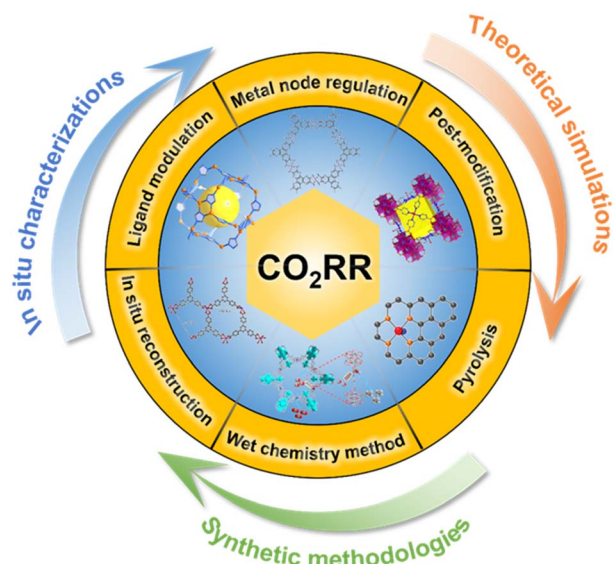 In situ characterizations
Theoretical simulations
Synthetic methodologies
Metal node regulation
Post-modification
Pyrolysis
Wet chemistry method
In situ reconstruction
Ligand modulation
CO₂RR